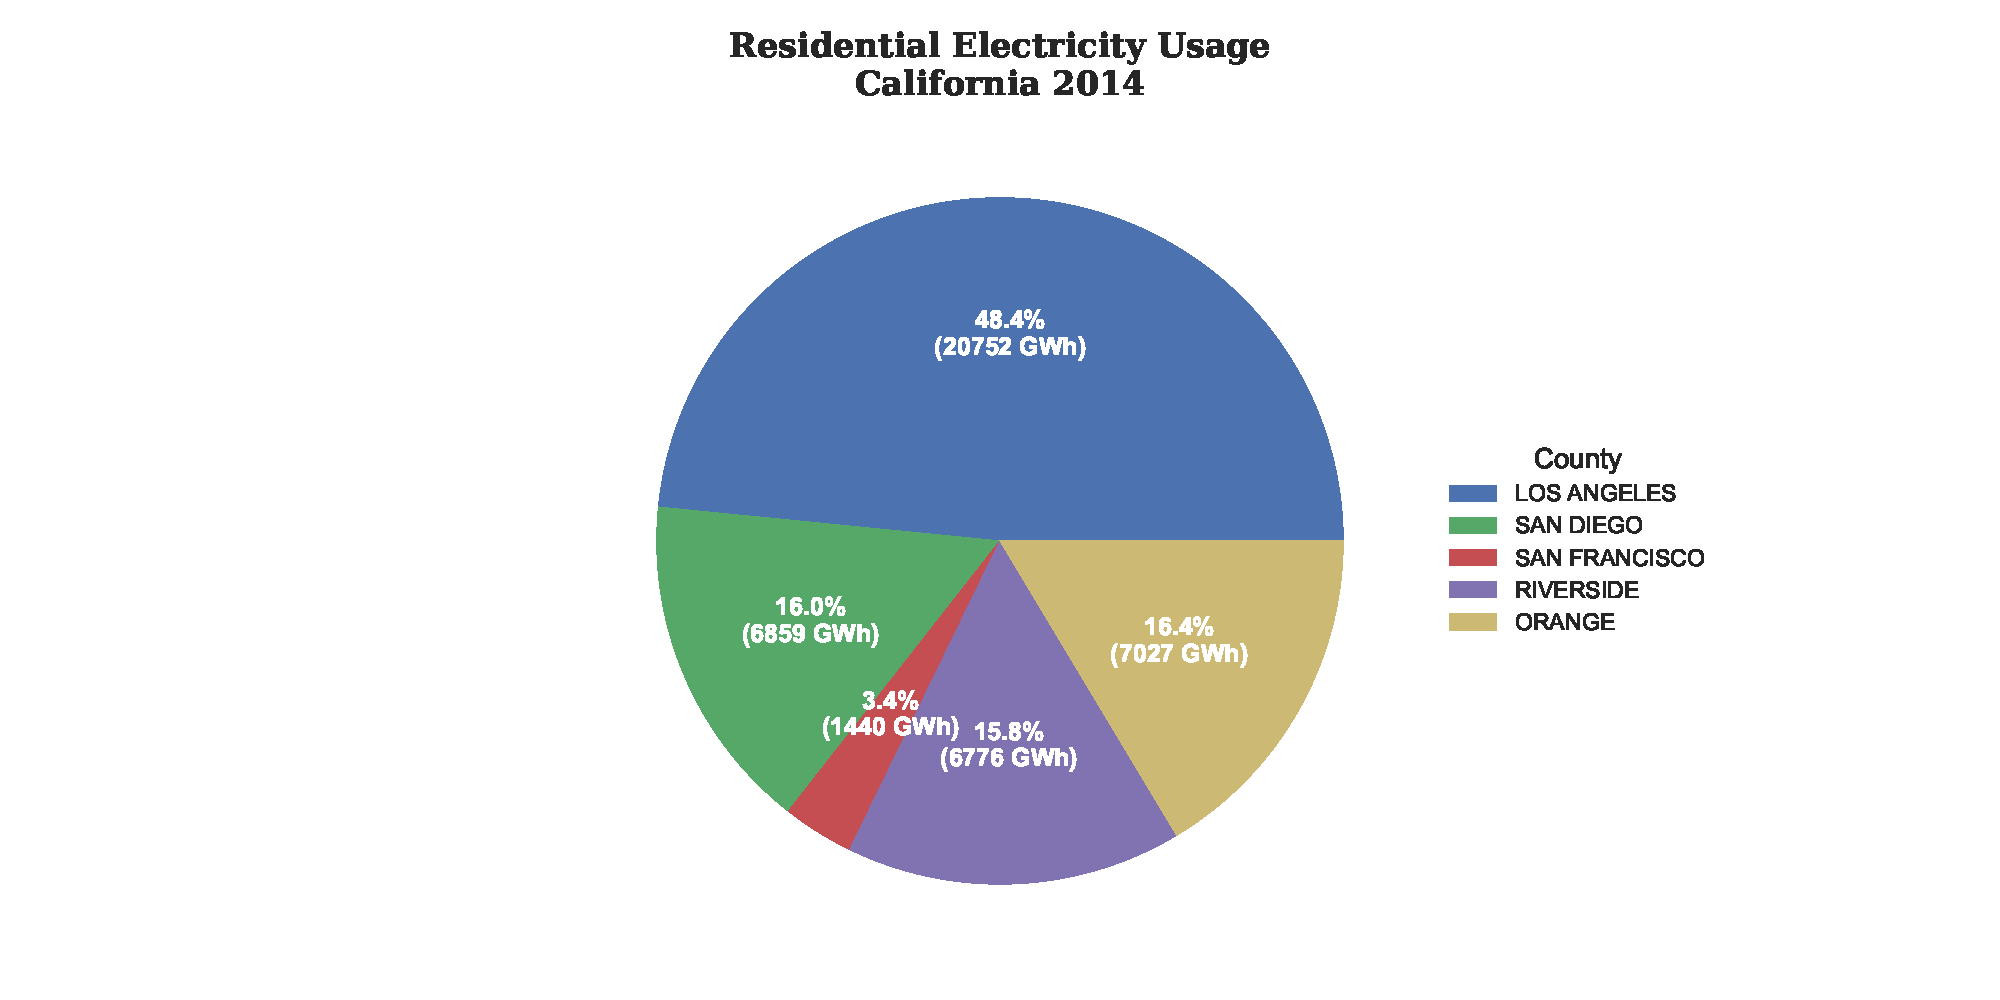 Residential Electricity Usage
California 2014
48.4%
(20752 GWh)
16.0%
(6859 GWh)
3.4%
(1440 GWh)
15.8%
(6776 GWh)
16.4%
(7027 GWh)
County
LOS ANGELES
SAN DIEGO
SAN FRANCISCO
RIVERSIDE
ORANGE